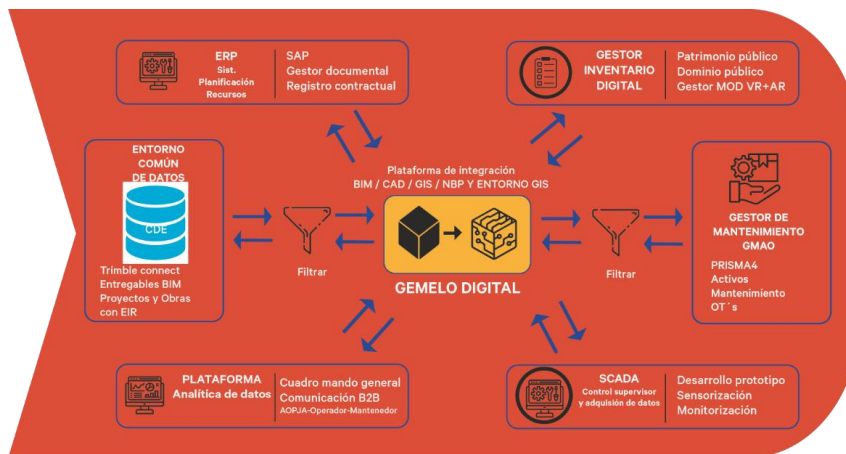 ERP
Sist.
Planificación
Recursos
SAP
Gestor documental
Registro contractual
GESTOR
INVENTARIO
DIGITAL
Patrimonio público
Dominio público
Gestor MOD VR+AR
ENTORNO
COMÚN
DE DATOS
CDE
Trimble connect
Entregables BIM
Proyectos y Obras
con EIR
Filtrar
Plataforma de integración
BIM / CAD / GIS / NBP Y ENTORNO GIS
GEMELO DIGITAL
Filtrar
GESTOR DE
MANTENIMIENTO
GMAO
PRISMA4
Activos
Mantenimiento
OT´s
PLATAFORMA
Analítica de datos
Cuadro mando general
Comunicación B2B
AOPJA-Operador-Mantenedor
SCADA
Control supervisor
y adquisión de datos
Desarrollo prototipo
Sensorización
Monitorización